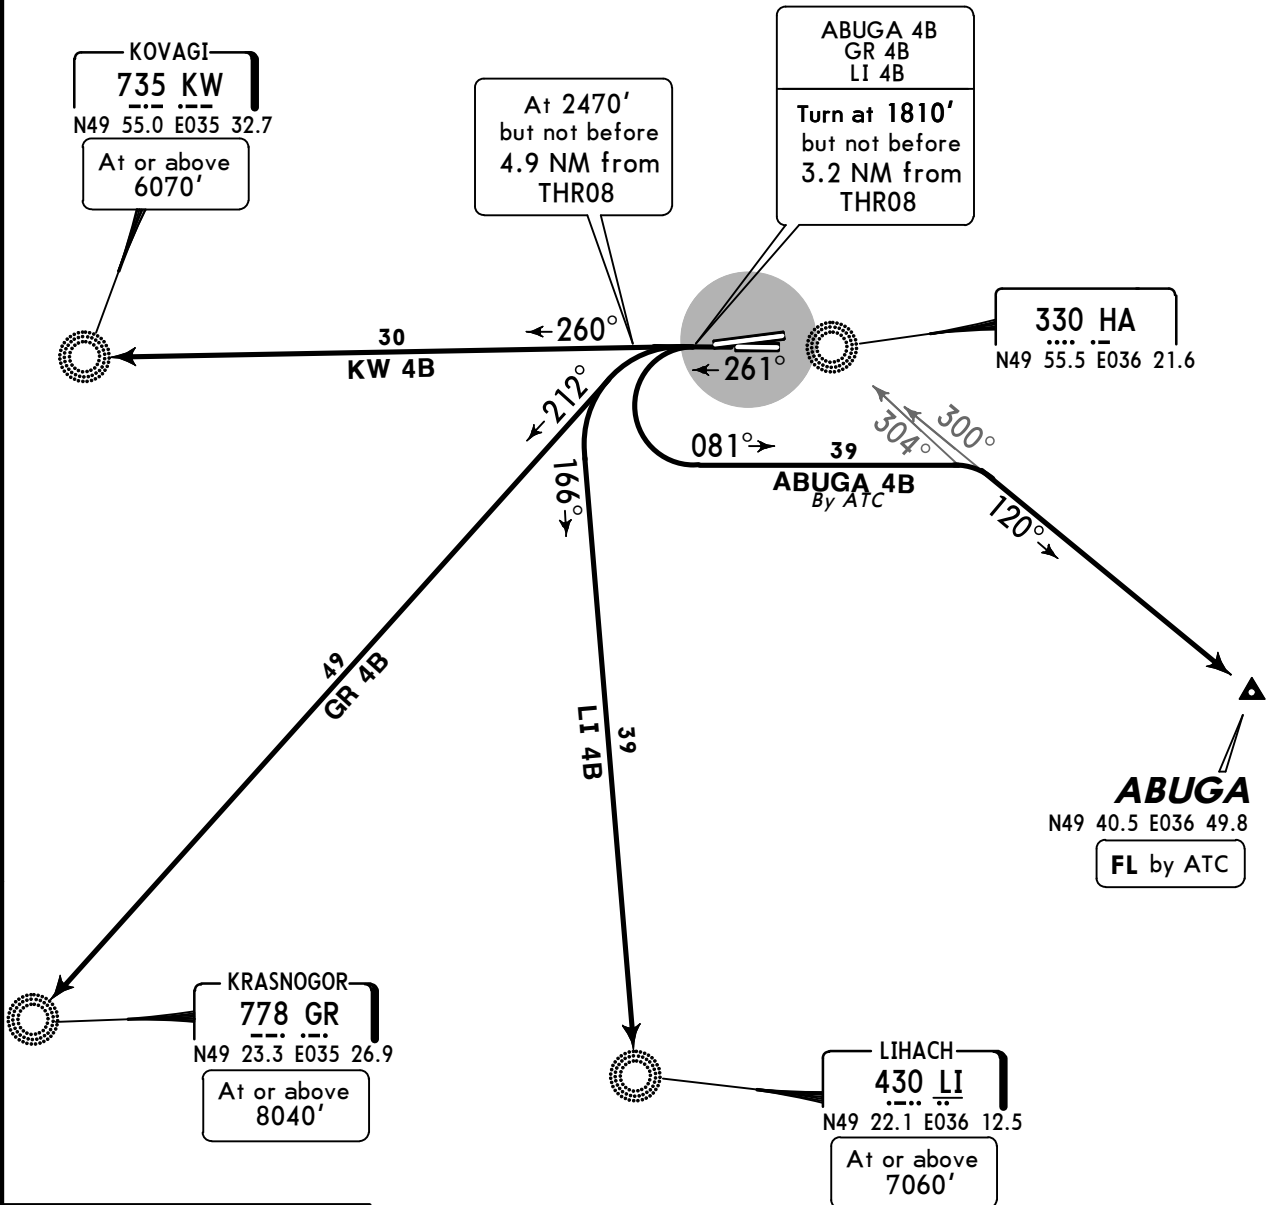 KOVAGI
735 KW
N49 55.0 E035 32.7
At or above
6070'
At 2470'
but not before
4.9 NM from
THR08
ABUGA 4B
GR 4B
LI 4B
Turn at 1810'
but not before
3.2 NM from
THR08
330 HA
N49 55.5 E036 21.6
30
260°
KW 4B
261°
212°
166°
081°
39
ABUGA 4B
By ATC
304°
300°
120°
49
GR 4B
39
LI 4B
ABUGA
N49 40.5 E036 49.8
FL by ATC
KRASNOGOR
778 GR
N49 23.3 E035 26.9
At or above
8040'
LIHACH
430 LI
N49 22.1 E036 12.5
At or above
7060'